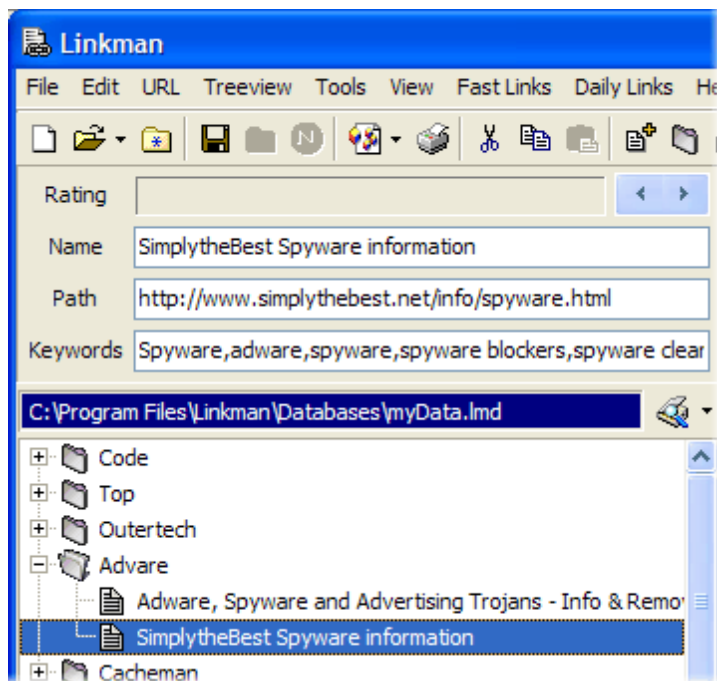 Linkman
File Edit URL Treeview Tools View Fast Links Daily Links He
Rating
Name SimplytheBest Spyware information
Path http://www.simplythebest.net/info/spyware.html
Keywords Spyware,adware,spyware,spyware blockers,spyware clear
C:\Program Files\Linkman\Databases\myData.lmd
Code
Top
Outertech
Advare
Adware, Spyware and Advertising Trojans - Info & Remov
SimplytheBest Spyware information
Cacheman